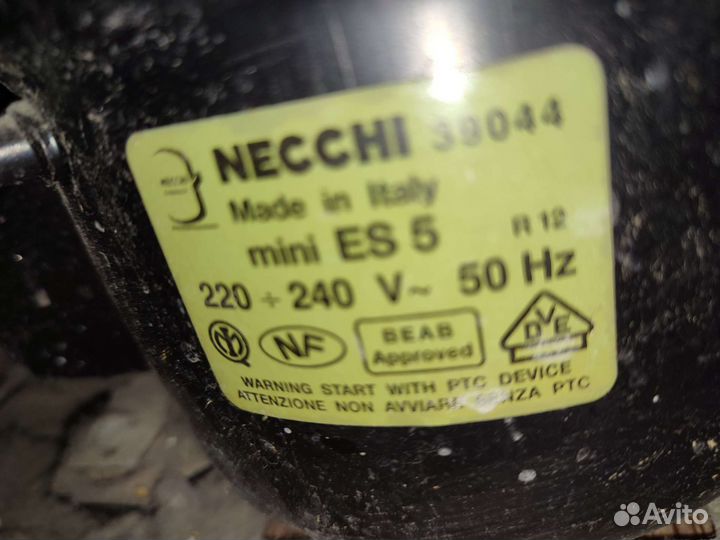 NECCHI 39044
Made in Italy
mini ES 5 R 12
220 ÷ 240 V~ 50 Hz
NF
BEAB
Approved
DVE
WARNING START WITH PTC DEVICE
ATTENZIONE NON AVVIARE SENZA PTC
Avito